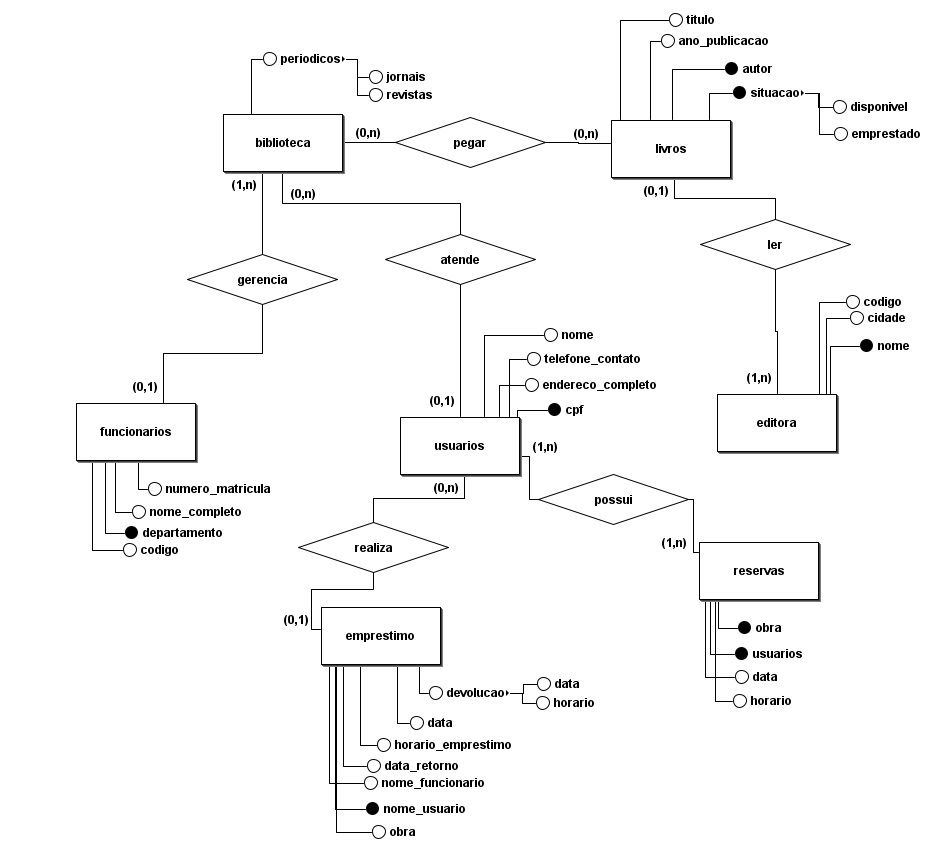 titulo
ano_publicacao
periodicos
autor
jornais
situacao
revistas
disponivel
emprestado
biblioteca
(0,n)
pegar
(0,n)
livros
(1,n)
(0,n)
(0,1)
ler
atende
gerencia
codigo
cidade
nome
nome
telefone_contato
(1,n)
endereco_completo
(0,1)
(0,1)
cpf
editora
funcionarios
usuarios
(1,n)
numero_matricula
(0,n)
possui
nome_completo
departamento
codigo
realiza
(1,n)
reservas
(0,1)
emprestimo
obra
usuarios
data
horario
devolucao
data
horario
data
horario_emprestimo
data_retorno
nome_funcionario
nome_usuario
obra